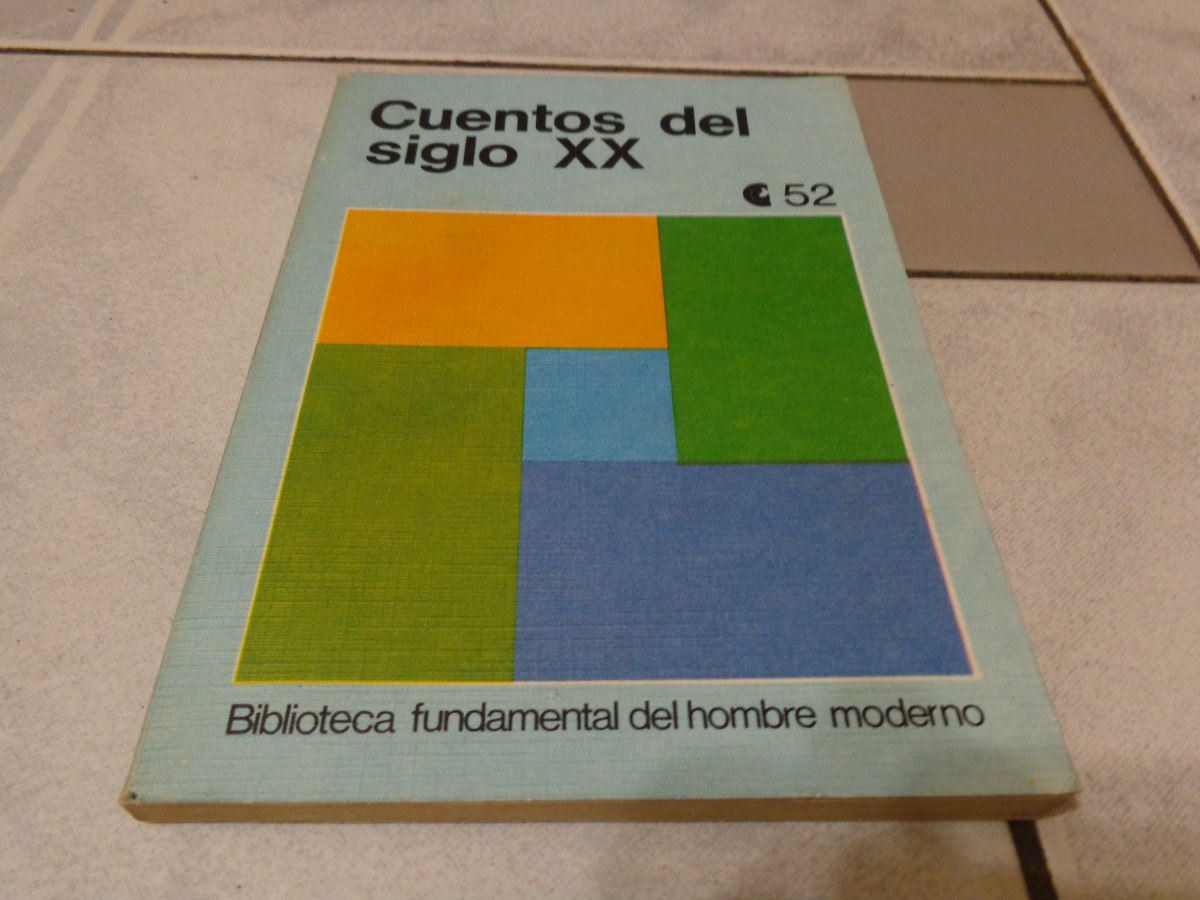 Cuentos del
siglo XX
52
Biblioteca fundamental del hombre moderno